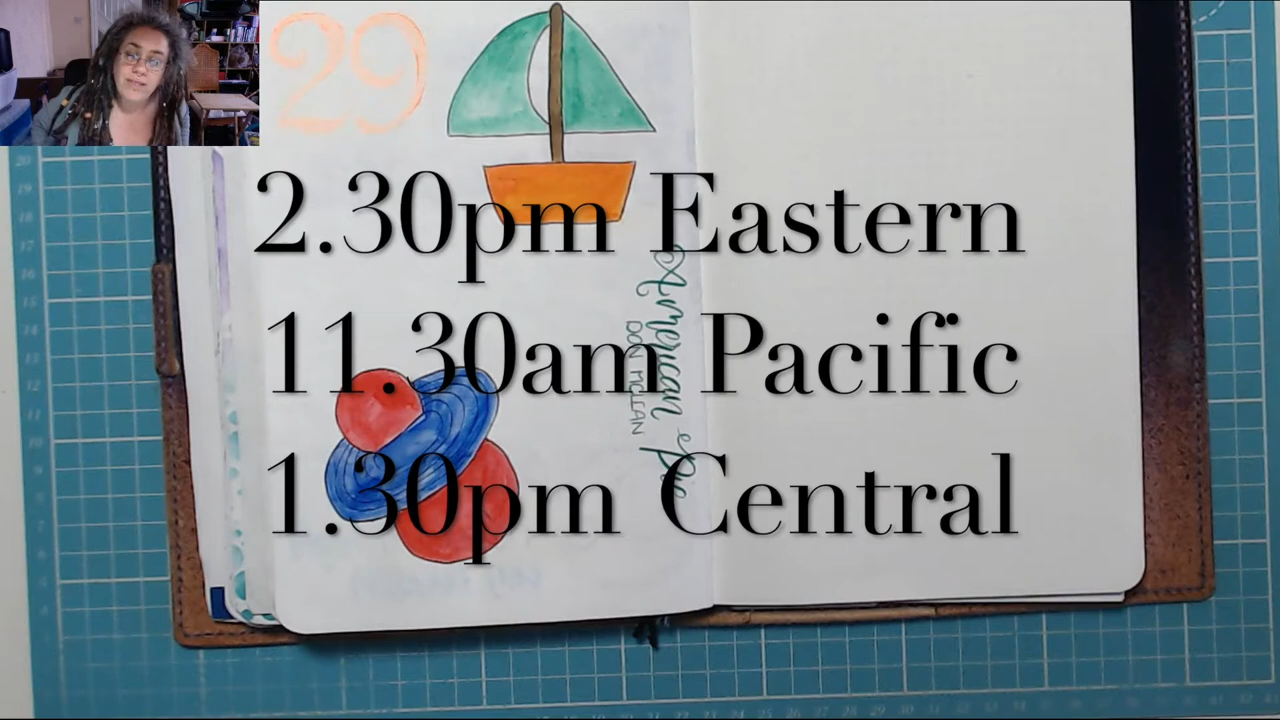 29
2.30pm Eastern
11.30am Pacific
1.30pm Central
American Pie
DON MCLEAN